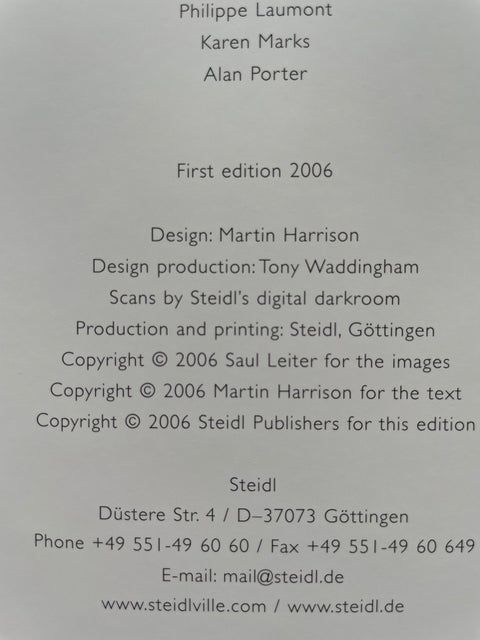 Philippe Laumont
Karen Marks
Alan Porter
First edition 2006
Design: Martin Harrison
Design production: Tony Waddingham
Scans by Steidl's digital darkroom
Production and printing: Steidl, Göttingen
Copyright © 2006 Saul Leiter for the images
Copyright © 2006 Martin Harrison for the text
Copyright © 2006 Steidl Publishers for this edition
Steidl
Düstere Str. 4 / D–37073 Göttingen
Phone +49 551-49 60 60 / Fax +49 551-49 60 649
E-mail: mail@steidl.de
www.steidlville.com / www.steidl.de